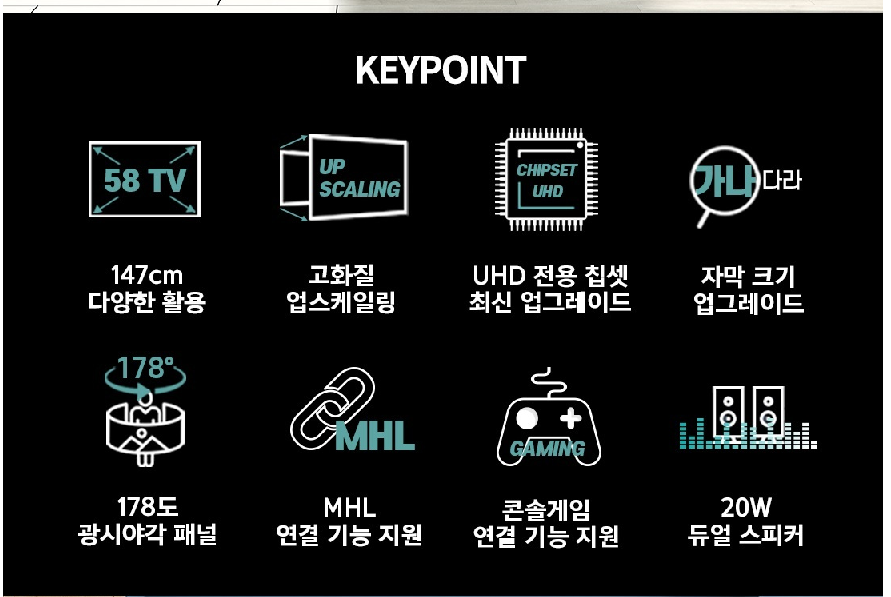 KEYPOINT
58 TV
UP
SCALING
CHIPSET
UHD
가나다라
147cm
다양한 활용
고화질
업스케일링
UHD 전용 칩셋
최신 업그레이드
자막 크기
업그레이드
178°
MHL
GAMING
178도
광시야각 패널
MHL
연결 기능 지원
콘솔게임
연결 기능 지원
20W
듀얼 스피커